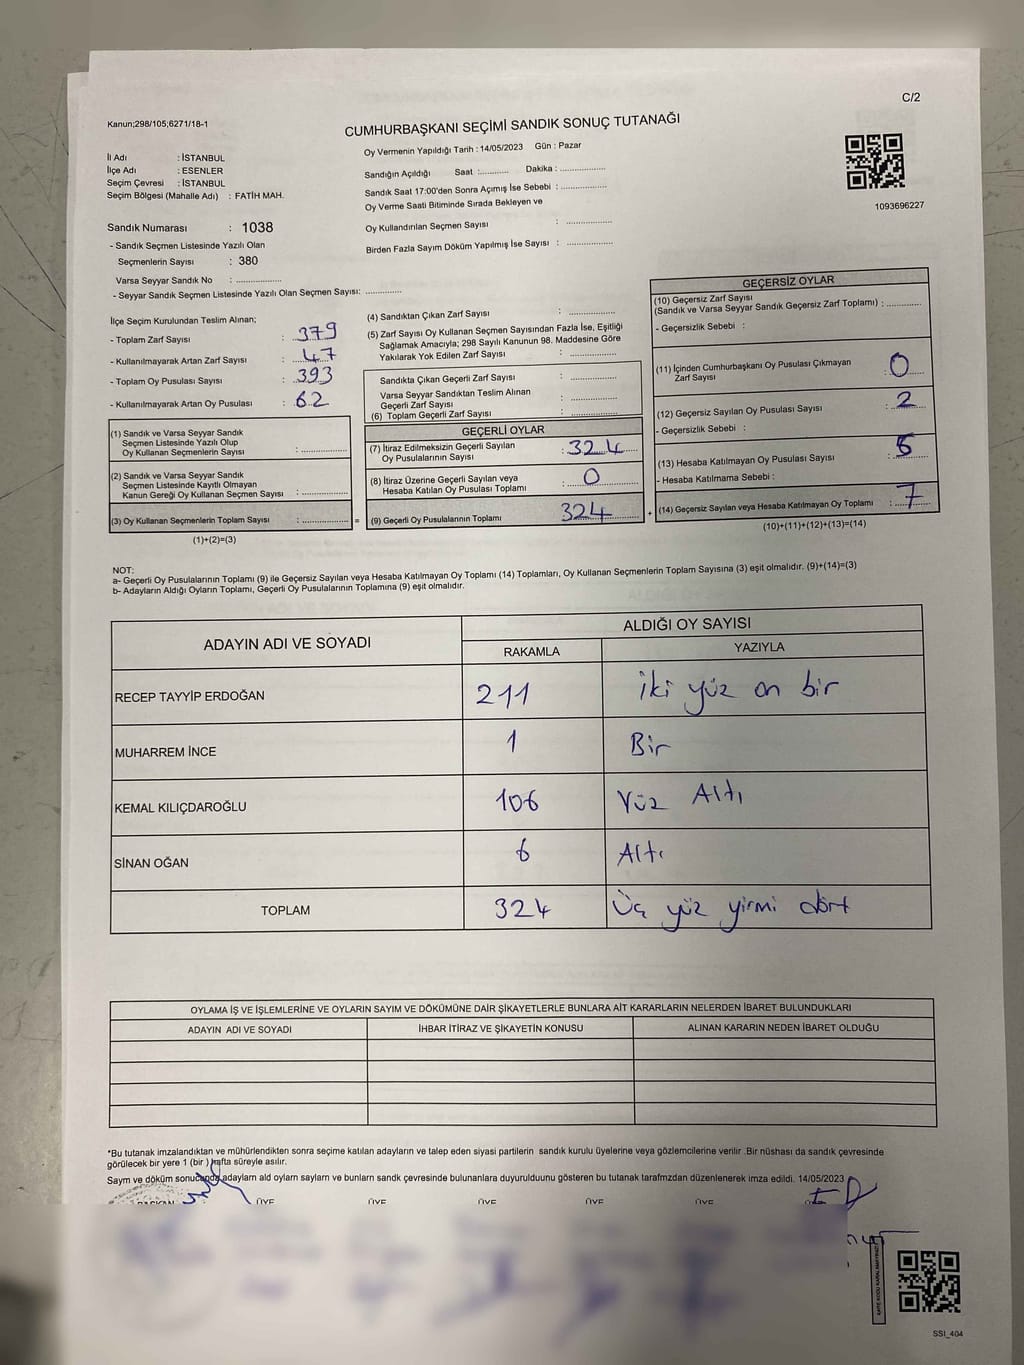 C/2
Kanun;298/105;6271/18-1
CUMHURBAŞKANI SEÇİMİ SANDIK SONUÇ TUTANAĞI
İl Adı : İSTANBUL
İlçe Adı : ESENLER
Seçim Çevresi : İSTANBUL
Seçim Bölgesi (Mahalle Adı) : FATİH MAH.
Oy Vermenin Yapıldığı Tarih : 14/05/2023 Gün : Pazar
Sandığın Açıldığı Saat :........... Dakika : ................
Sandık Saat 17:00'den Sonra Açımış İse Sebebi : ................
Oy Verme Saati Bitiminde Sırada Bekleyen ve
Oy Kullandırılan Seçmen Sayısı : ................
Birden Fazla Sayım Döküm Yapılmış İse Sayısı : ................
1093696227
Sandık Numarası : 1038
- Sandık Seçmen Listesinde Yazılı Olan
Seçmenlerin Sayısı : 380
Varsa Seyyar Sandık No : ................
- Seyyar Sandık Seçmen Listesinde Yazılı Olan Seçmen Sayısı: .............
İlçe Seçim Kurulundan Teslim Alınan;
- Toplam Zarf Sayısı : 379
- Kullanılmayarak Artan Zarf Sayısı : 47
- Toplam Oy Pusulası Sayısı : 393
- Kullanılmayarak Artan Oy Pusulası : 62
(1) Sandık ve Varsa Seyyar Sandık
Seçmen Listesinde Yazılı Olup
Oy Kullanan Seçmenlerin Sayısı : ................
(2) Sandık ve Varsa Seyyar Sandık
Seçmen Listesinde Kayıtlı Olmayan
Kanun Gereği Oy Kullanan Seçmen Sayısı : ................
(3) Oy Kullanan Seçmenlerin Toplam Sayısı : ................ =
(1)+(2)=(3)
(4) Sandıktan Çıkan Zarf Sayısı : ................
(5) Zarf Sayısı Oy Kullanan Seçmen Sayısından Fazla İse, Eşitliği
Sağlamak Amacıyla; 298 Sayılı Kanunun 98. Maddesine Göre
Yakılarak Yok Edilen Zarf Sayısı : ................
Sandıkta Çıkan Geçerli Zarf Sayısı : ................
Varsa Seyyar Sandıktan Teslim Alınan
Geçerli Zarf Sayısı : ................
(6) Toplam Geçerli Zarf Sayısı : ................
GEÇERLİ OYLAR
(7) İtiraz Edilmeksizin Geçerli Sayılan
Oy Pusulalarının Sayısı : 324
(8) İtiraz Üzerine Geçerli Sayılan veya
Hesaba Katılan Oy Pusulası Toplamı : 0
(9) Geçerli Oy Pusulalarının Toplamı 324 +
GEÇERSİZ OYLAR
(10) Geçersiz Zarf Sayısı
(Sandık ve Varsa Seyyar Sandık Geçersiz Zarf Toplamı) : ............
- Geçersizlik Sebebi :
(11) İçinden Cumhurbaşkanı Oy Pusulası Çıkmayan
Zarf Sayısı : 0
(12) Geçersiz Sayılan Oy Pusulası Sayısı : 2
- Geçersizlik Sebebi :
(13) Hesaba Katılmayan Oy Pusulası Sayısı : 5
- Hesaba Katılmama Sebebi :
(14) Geçersiz Sayılan veya Hesaba Katılmayan Oy Toplamı : 7
(10)+(11)+(12)+(13)=(14)
NOT:
a- Geçerli Oy Pusulalarının Toplamı (9) ile Geçersiz Sayılan veya Hesaba Katılmayan Oy Toplamı (14) Toplamları, Oy Kullanan Seçmenlerin Toplam Sayısına (3) eşit olmalıdır. (9)+(14)=(3)
b- Adayların Aldığı Oyların Toplamı, Geçerli Oy Pusulalarının Toplamına (9) eşit olmalıdır.
ADAYIN ADI VE SOYADI ALDIĞI OY SAYISI
RAKAMLA YAZIYLA
RECEP TAYYİP ERDOĞAN 211 iki yüz on bir
MUHARREM İNCE 1 Bir
KEMAL KILIÇDAROĞLU 106 Yüz Altı
SİNAN OĞAN 6 Altı
TOPLAM 324 Üç yüz yirmi dört
OYLAMA İŞ VE İŞLEMLERİNE VE OYLARIN SAYIM VE DÖKÜMÜNE DAİR ŞİKAYETLERLE BUNLARA AİT KARARLARIN NELERDEN İBARET BULUNDUKLARI
ADAYIN ADI VE SOYADI İHBAR İTİRAZ VE ŞİKAYETİN KONUSU ALINAN KARARIN NEDEN İBARET OLDUĞU
*Bu tutanak imzalandıktan ve mühürlendikten sonra seçime katılan adayların ve talep eden siyasi partilerin sandık kurulu üyelerine veya gözlemcilerine verilir .Bir nüshası da sandık çevresinde
görülecek bir yere 1 (bir ) hafta süreyle asılır.
Sayım ve döküm sonucunda adaylarn ald oylarn saylarn ve bunlarn sandk çevresinde bulunanlara duyurulduunu gösteren bu tutanak tarafmzdan düzenlenerek imza edildi. 14/05/2023
BAŞKAN ÜYE ÜYE ÜYE ÜYE ÜYE
SSI_404